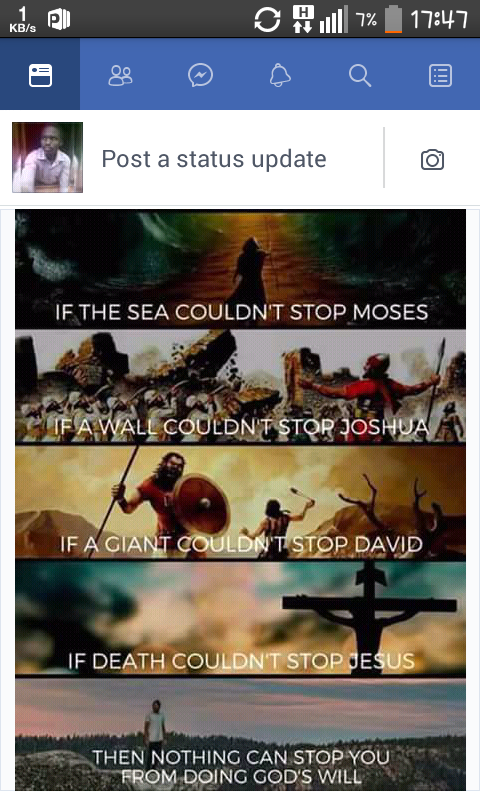 1
KB/s
H
7%
17:47
Post a status update
IF THE SEA COULDN'T STOP MOSES
IF A WALL COULDN'T STOP JOSHUA
IF A GIANT COULDN'T STOP DAVID
IF DEATH COULDN'T STOP JESUS
THEN NOTHING CAN STOP YOU
FROM DOING GOD'S WILL